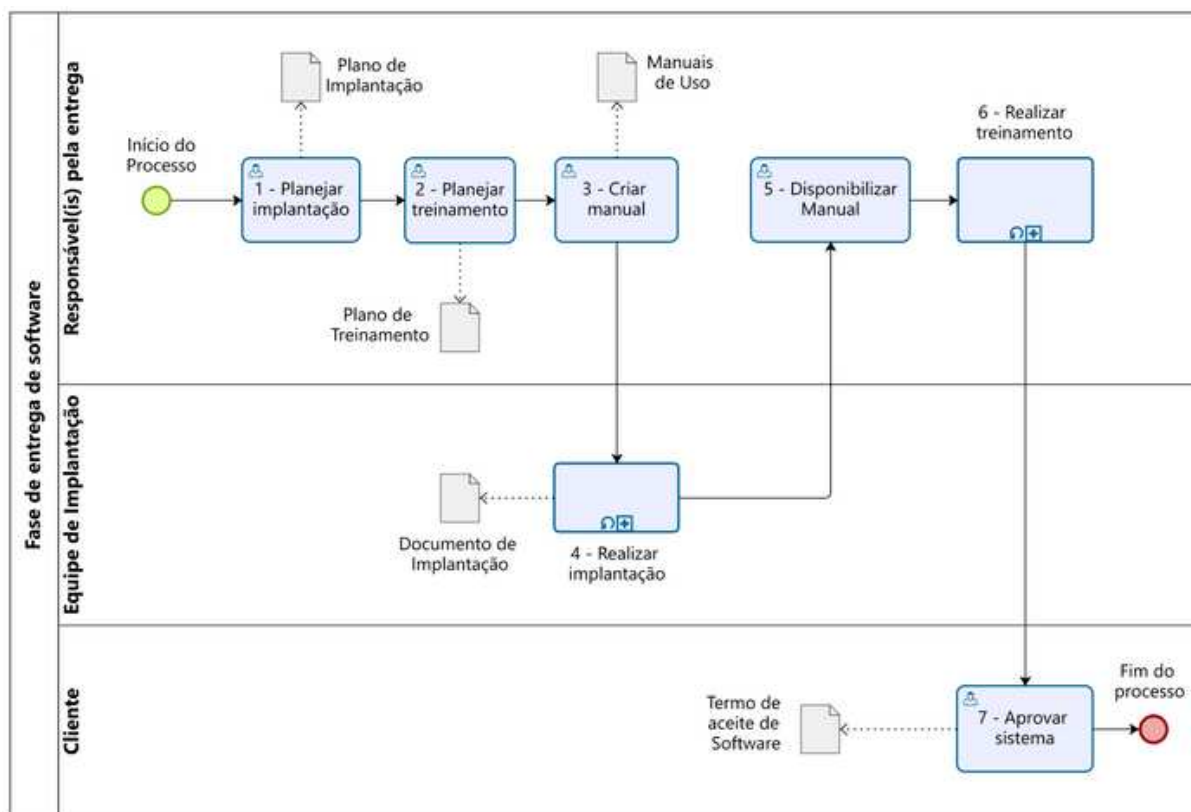 Fase de entrega de software
Responsável(is) pela entrega
Início do
Processo
Plano de
Implantação
1 - Planejar
implantação
2 - Planejar
treinamento
Plano de
Treinamento
Manuais
de Uso
3 - Criar
manual
5 - Disponibilizar
Manual
6 - Realizar
treinamento
Equipe de Implantação
Documento de
Implantação
4 - Realizar
implantação
Cliente
Termo de
aceite de
Software
7 - Aprovar
sistema
Fim do
processo